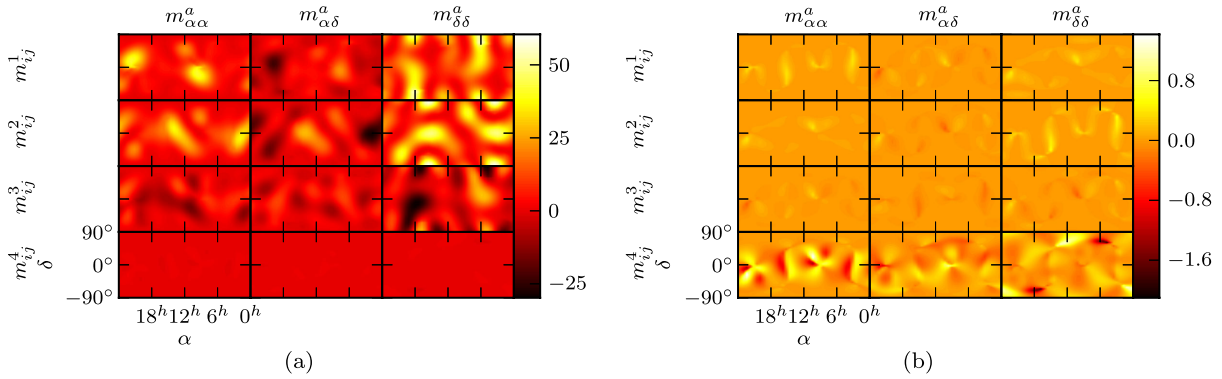 m^a_{αα} m^a_{αδ} m^a_{δδ}
m^1_{ij}
m^2_{ij}
m^3_{ij}
m^4_{ij}
δ
90°
0°
−90°
18^h 12^h 6^h 0^h
α
50
25
0
−25
(a)
m^a_{αα} m^a_{αδ} m^a_{δδ}
m^1_{ij}
m^2_{ij}
m^3_{ij}
m^4_{ij}
δ
90°
0°
−90°
18^h 12^h 6^h 0^h
α
0.8
0.0
−0.8
−1.6
(b)